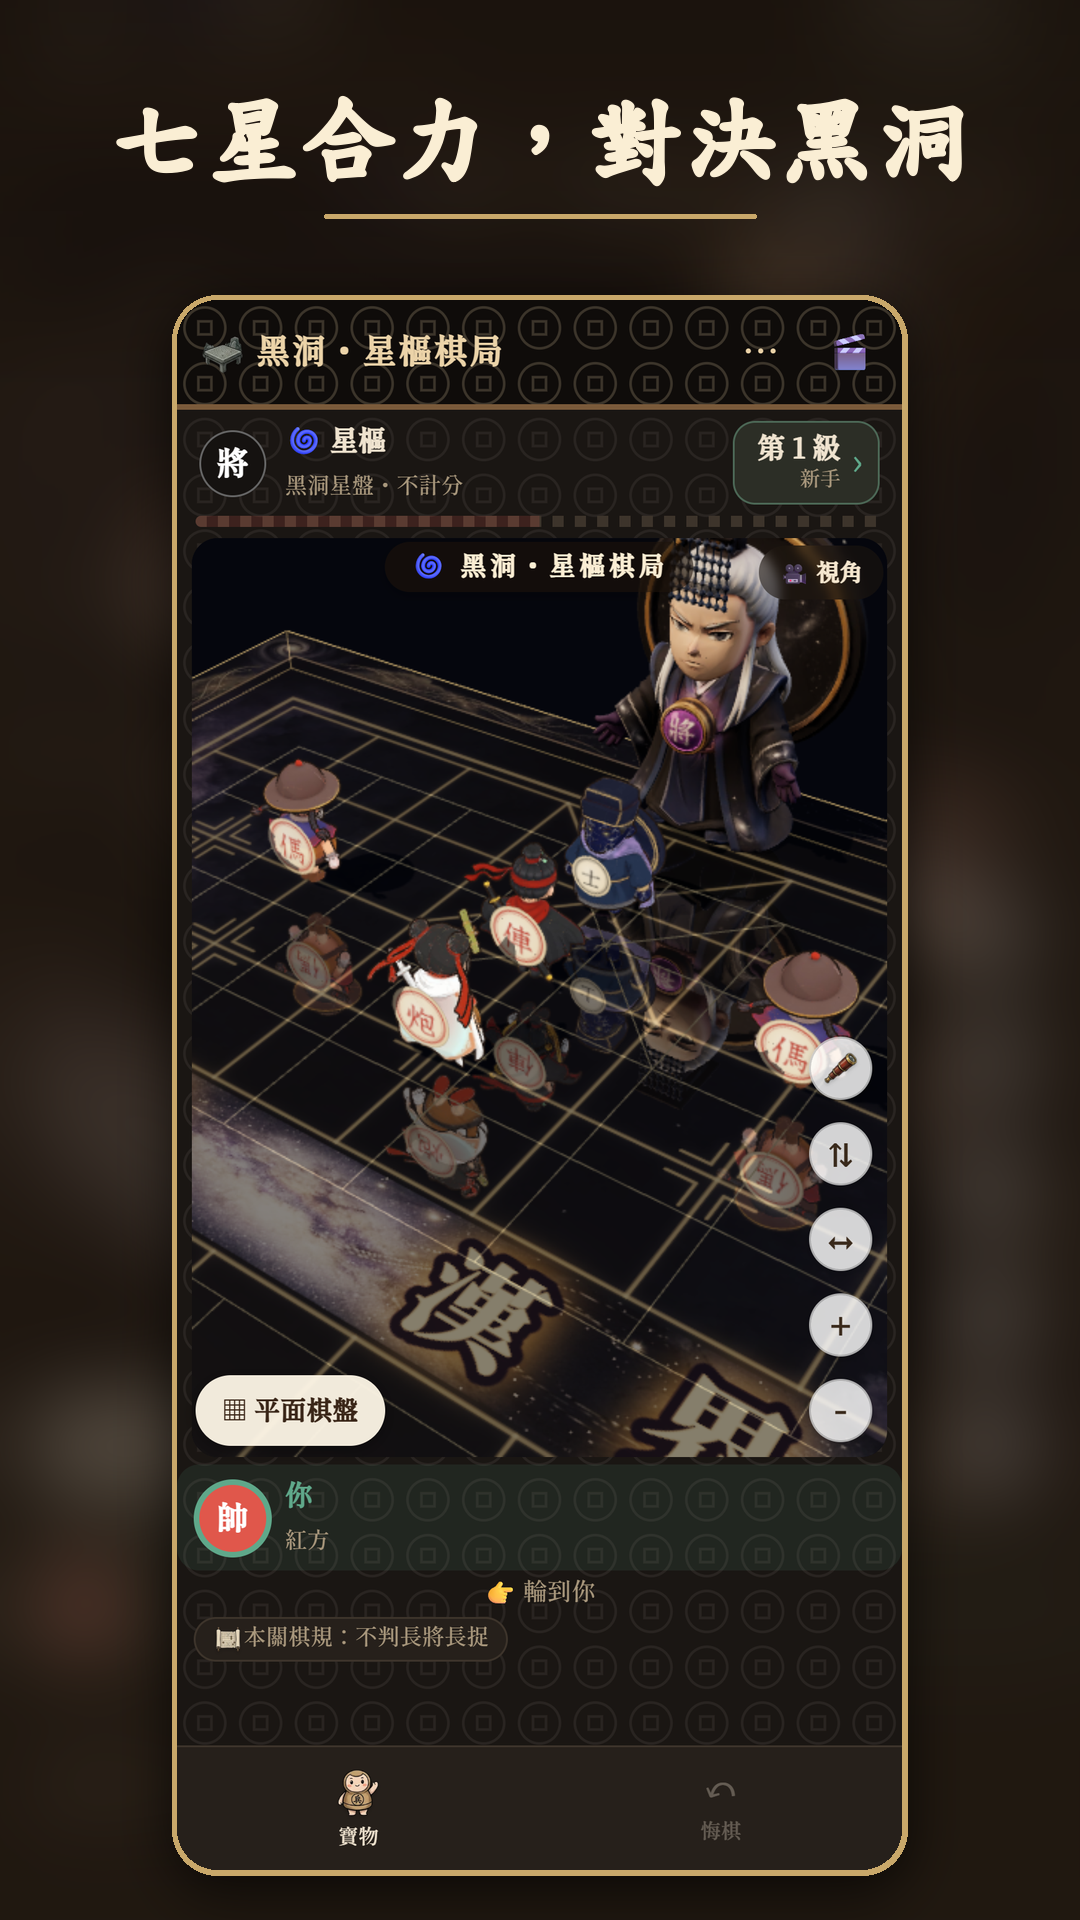 七星合力，對決黑洞
黑洞・星樞棋局
...
將
星樞
黑洞星盤・不計分
第1級
新手
黑洞・星樞棋局
視角
將
傌
士
俥
炮
傌
漢
界
平面棋盤
帥
你
紅方
輪到你
本關棋規：不判長將長捉
寶物
悔棋